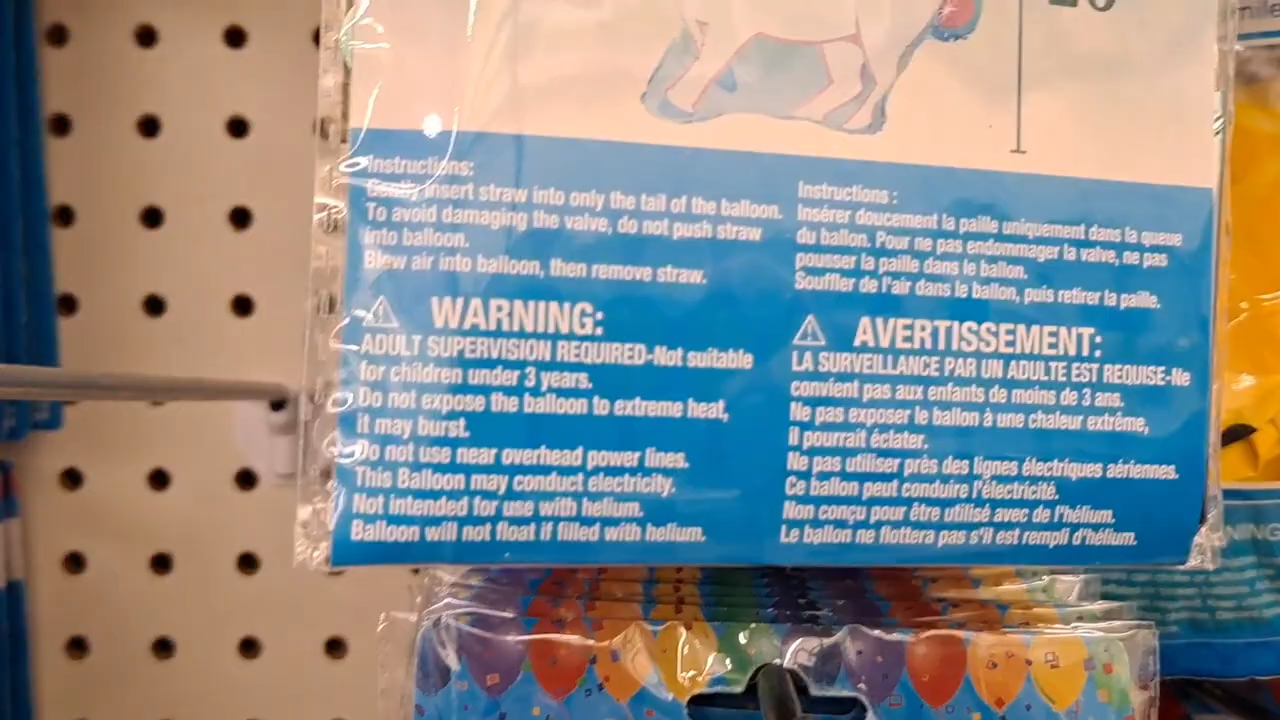 Instructions:
Gently insert straw into only the tail of the balloon.
To avoid damaging the valve, do not push straw
into balloon.
Blow air into balloon, then remove straw.
WARNING:
ADULT SUPERVISION REQUIRED-Not suitable
for children under 3 years.
Do not expose the balloon to extreme heat,
it may burst.
Do not use near overhead power lines.
This Balloon may conduct electricity.
Not intended for use with helium.
Balloon will not float if filled with helium.
Instructions :
Insérer doucement la paille uniquement dans la queue
du ballon. Pour ne pas endommager la valve, ne pas
pousser la paille dans le ballon.
Souffler de l'air dans le ballon, puis retirer la paille.
AVERTISSEMENT:
LA SURVEILLANCE PAR UN ADULTE EST REQUISE-Ne
convient pas aux enfants de moins de 3 ans.
Ne pas exposer le ballon à une chaleur extrême,
il pourrait éclater.
Ne pas utiliser près des lignes électriques aériennes.
Ce ballon peut conduire l'électricité.
Non conçu pour être utilisé avec de l'hélium.
Le ballon ne flottera pas s'il est rempli d'hélium.